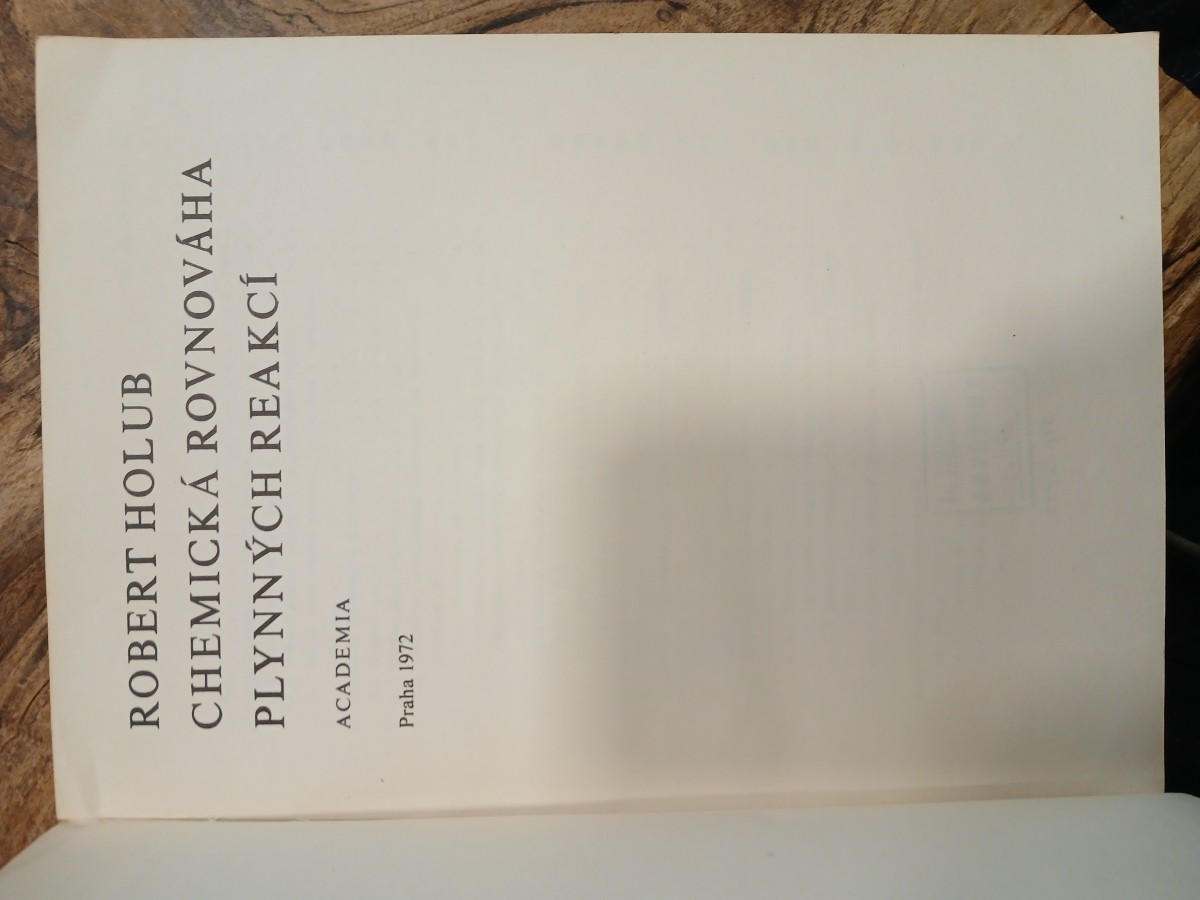 ROBERT HOLUB
CHEMICKÁ ROVNOVÁHA
PLYNNÝCH REAKCÍ
ACADEMIA
Praha 1972